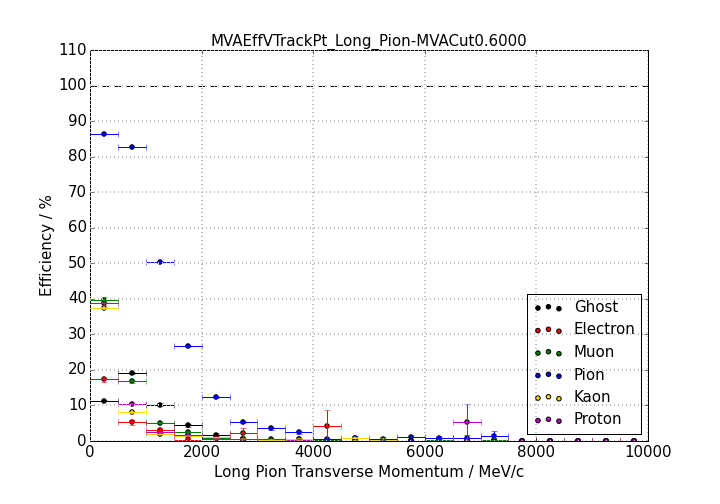 MVAEffVTrackPt_Long_Pion-MVACut0.6000
110
100
90
80
70
60
50
40
30
20
10
0
Efficiency / %
Ghost
Electron
Muon
Pion
Kaon
Proton
0 2000 4000 6000 8000 10000
Long Pion Transverse Momentum / MeV/c